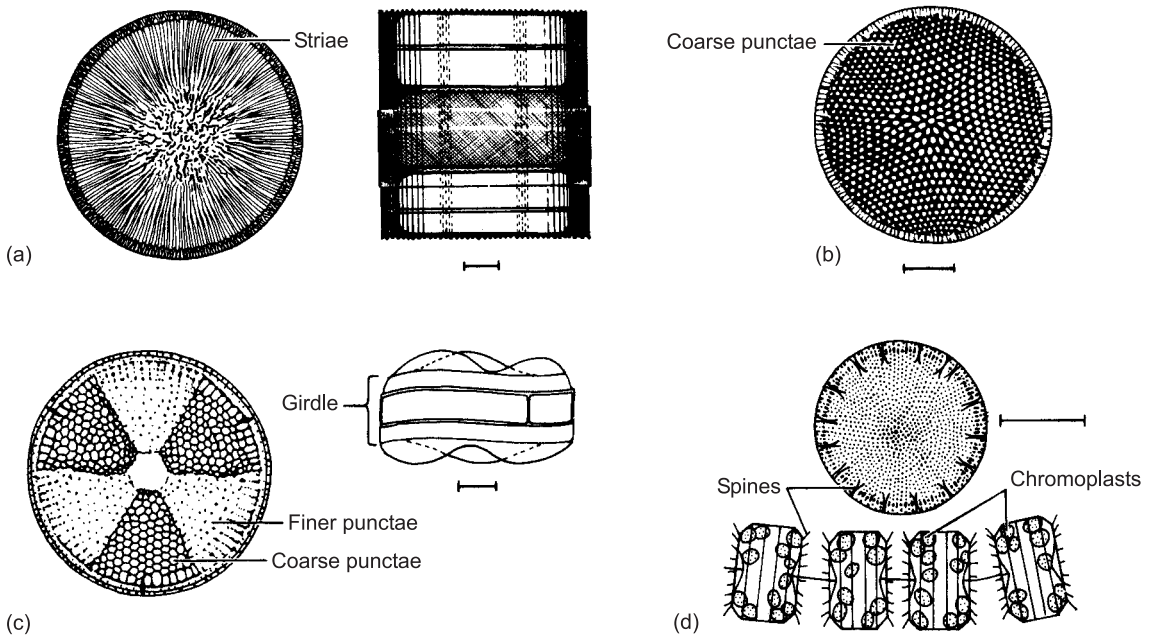 Striae
Coarse punctae
(a)
(b)
Girdle
Finer punctae
Coarse punctae
(c)
Spines
Chromoplasts
(d)